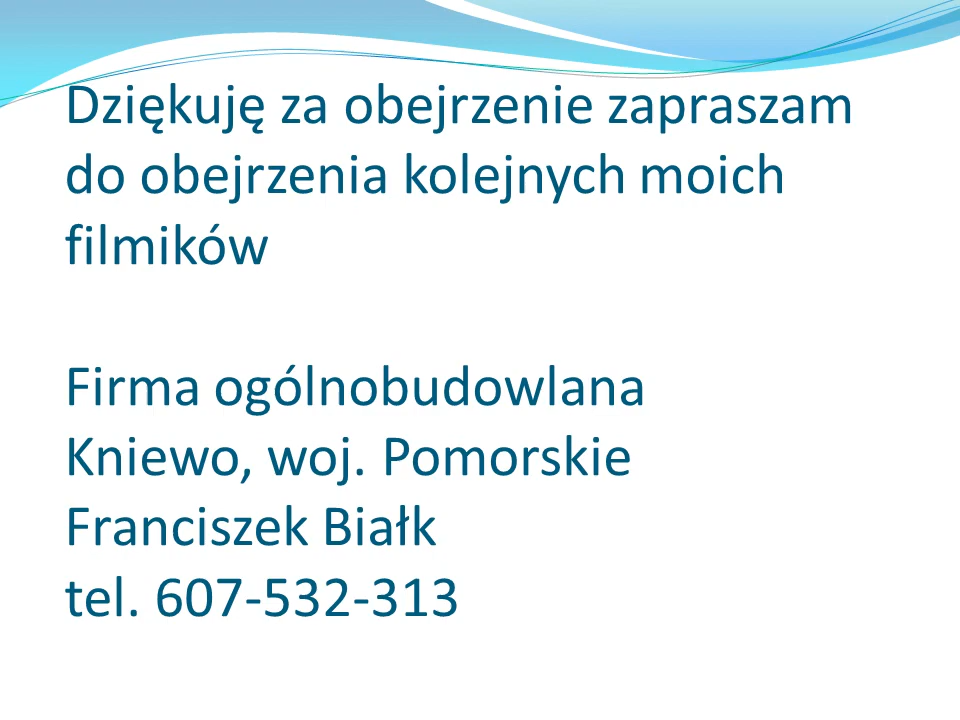 Dziękuję za obejrzenie zapraszam
do obejrzenia kolejnych moich
filmików
Firma ogólnobudowlana
Kniewo, woj. Pomorskie
Franciszek Białk
tel. 607-532-313